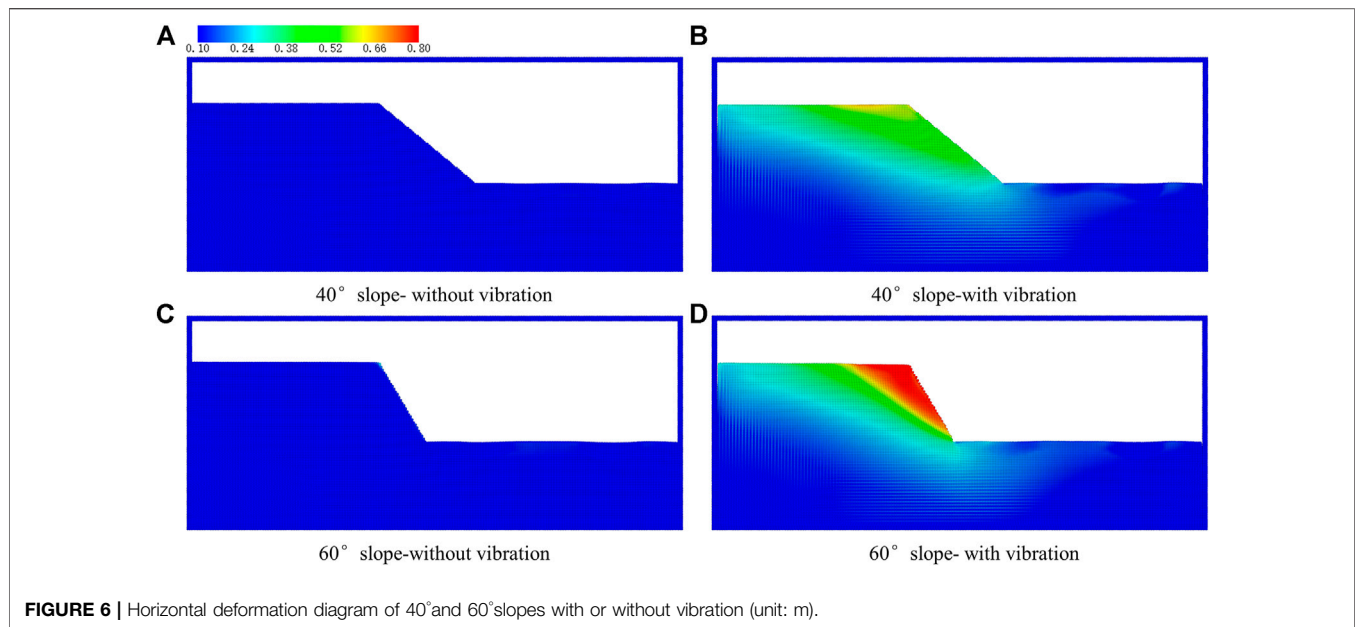 A
0.10 0.24 0.38 0.52 0.66 0.80
B
40° slope- without vibration
40° slope-with vibration
C
D
60° slope-without vibration
60° slope- with vibration
FIGURE 6 | Horizontal deformation diagram of 40°and 60°slopes with or without vibration (unit: m).